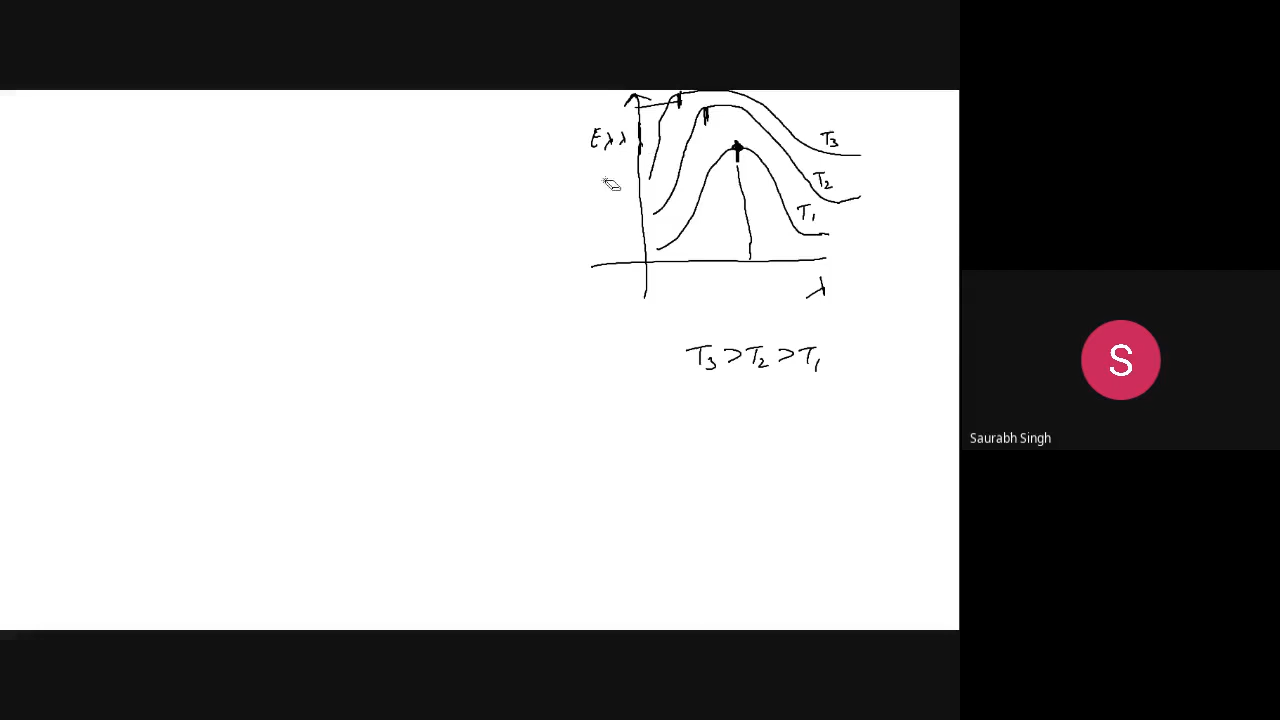 Eλλ
T3
T2
T1
λ
T3 > T2 > T1
S
Saurabh Singh